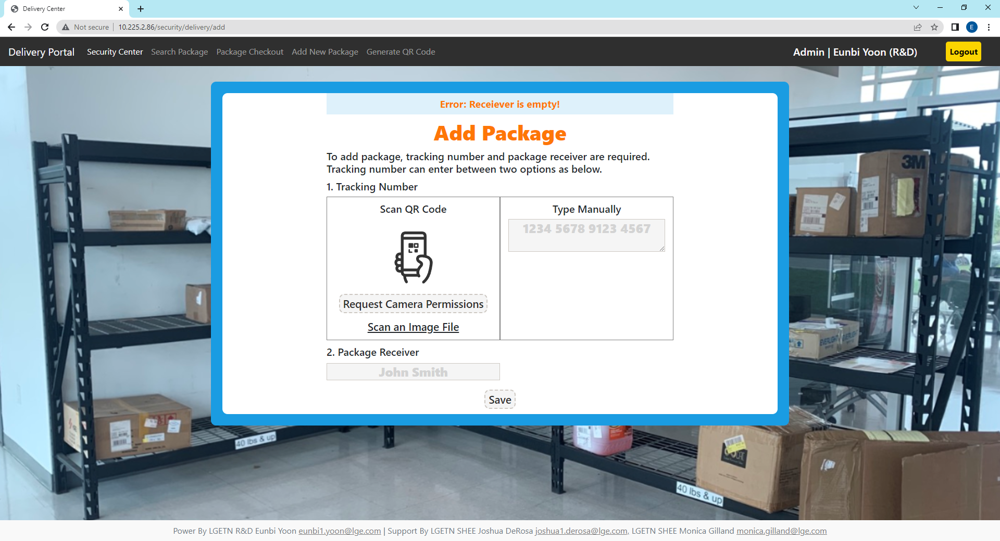 Delivery Center
Not secure 10.225.2.86/security/delivery/add
E
Delivery Portal Security Center Search Package Package Checkout Add New Package Generate QR Code Admin | Eunbi Yoon (R&D) Logout
Error: Receiever is empty!
Add Package
To add package, tracking number and package receiver are required.
Tracking number can enter between two options as below.
1. Tracking Number
Scan QR Code
Request Camera Permissions
Scan an Image File
Type Manually
1234 5678 9123 4567
2. Package Receiver
John Smith
Save
3M
40 lbs & up
40 lbs & up
Power By LGETN R&D Eunbi Yoon eunbi1.yoon@lge.com | Support By LGETN SHEE Joshua DeRosa joshua1.derosa@lge.com, LGETN SHEE Monica Gilland monica.gilland@lge.com